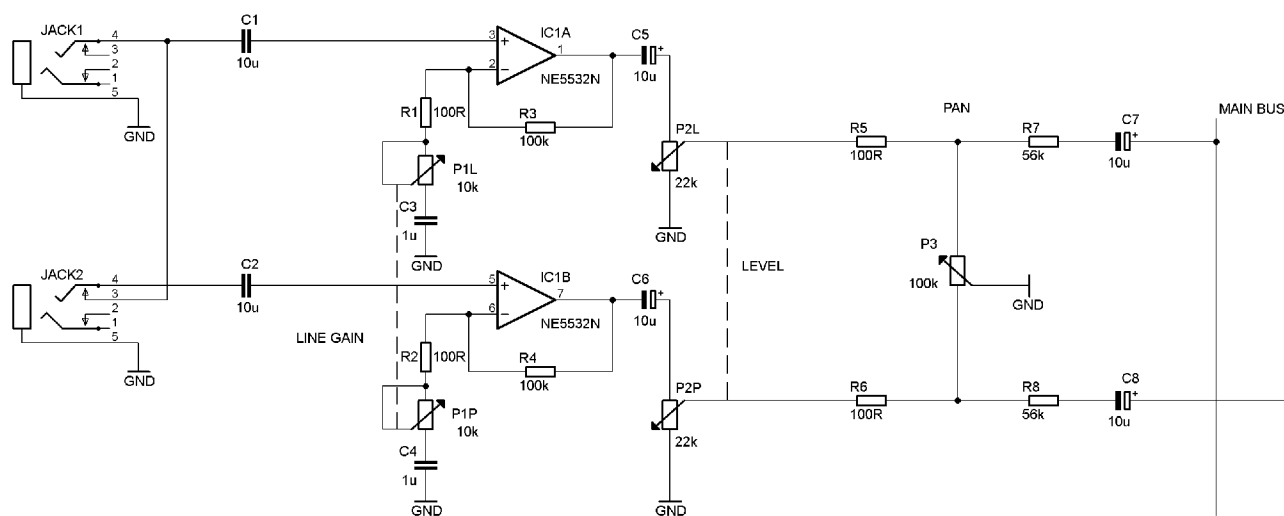 JACK1
4
3
2
1
5
GND
C1
10u
3
2
+
−
1
IC1A
NE5532N
R1
100R
R3
100k
P1L
10k
C3
1u
GND
C5
+
10u
P2L
22k
GND
LEVEL
R5
100R
PAN
R7
56k
C7
+
10u
MAIN BUS
P3
100k
GND
JACK2
4
3
2
1
5
GND
C2
10u
LINE GAIN
5
6
+
−
7
IC1B
NE5532N
R2
100R
R4
100k
P1P
10k
C4
1u
GND
C6
+
10u
P2P
22k
GND
R6
100R
R8
56k
C8
+
10u